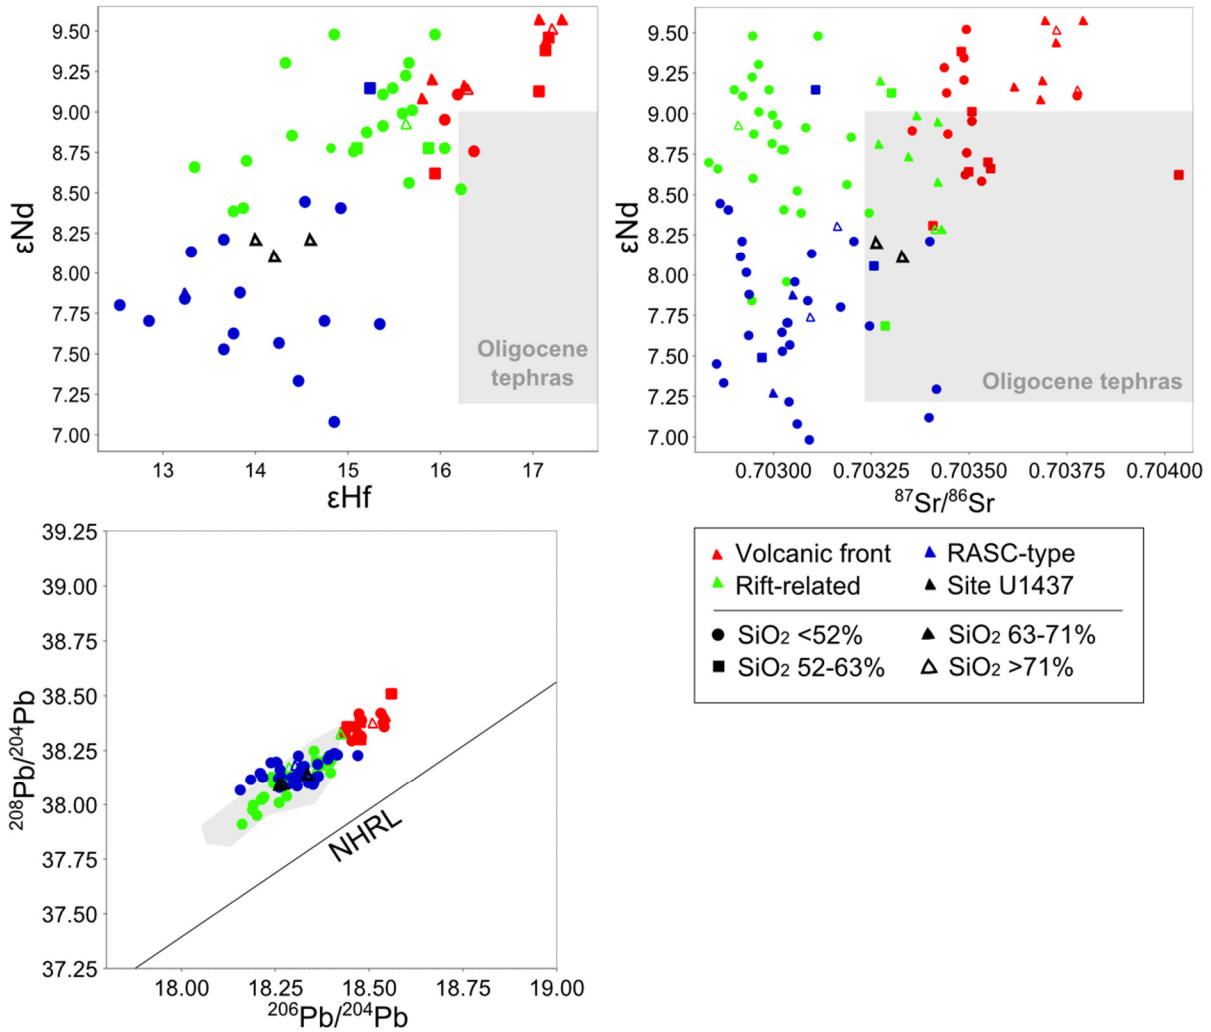 9.50
9.25
9.00
8.75
8.50
8.25
8.00
7.75
7.50
7.25
7.00
εNd
13 14 15 16 17
εHf
Oligocene
tephras
9.50
9.25
9.00
8.75
8.50
8.25
8.00
7.75
7.50
7.25
7.00
εNd
0.70300 0.70325 0.70350 0.70375 0.70400
⁸⁷Sr/⁸⁶Sr
Oligocene tephras
39.25
39.00
38.75
38.50
38.25
38.00
37.75
37.50
37.25
²⁰⁸Pb/²⁰⁴Pb
18.00 18.25 18.50 18.75 19.00
²⁰⁶Pb/²⁰⁴Pb
NHRL
Volcanic front RASC-type
Rift-related Site U1437
SiO₂ <52% SiO₂ 63-71%
SiO₂ 52-63% SiO₂ >71%